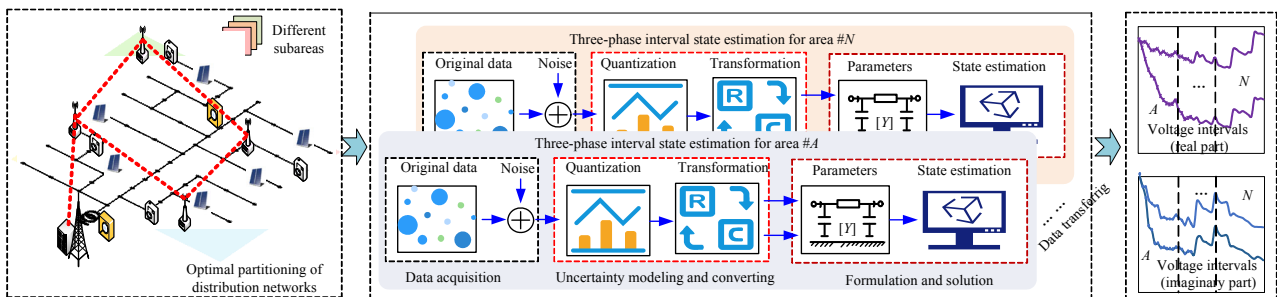 Different
subareas
Optimal partitioning of
distribution networks
Three-phase interval state estimation for area #N
Original data
Noise
Quantization
Transformation
R
C
Parameters
[Y]
State estimation
Three-phase interval state estimation for area #A
Original data
Noise
Quantization
Transformation
R
C
Parameters
[Y]
State estimation
Data acquisition
Uncertainty modeling and converting
Formulation and solution
... ...
Data transferrig
N
...
A
Voltage intervals
(real part)
N
...
A
Voltage intervals
(imaginary part)